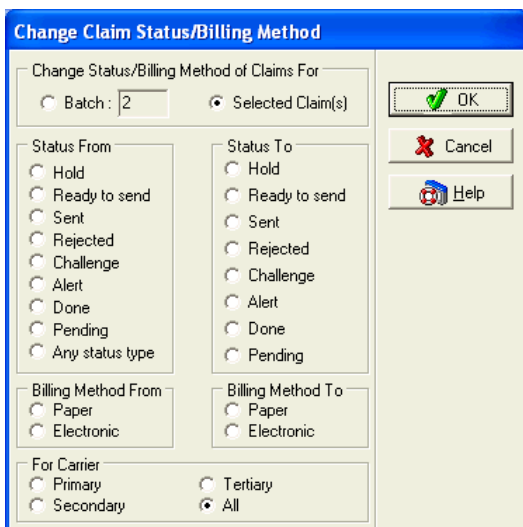 Change Claim Status/Billing Method
Change Status/Billing Method of Claims For
Batch : 2
Selected Claim(s)
OK
Cancel
Help
Status From
Hold
Ready to send
Sent
Rejected
Challenge
Alert
Done
Pending
Any status type
Status To
Hold
Ready to send
Sent
Rejected
Challenge
Alert
Done
Pending
Billing Method From
Paper
Electronic
Billing Method To
Paper
Electronic
For Carrier
Primary
Tertiary
Secondary
All